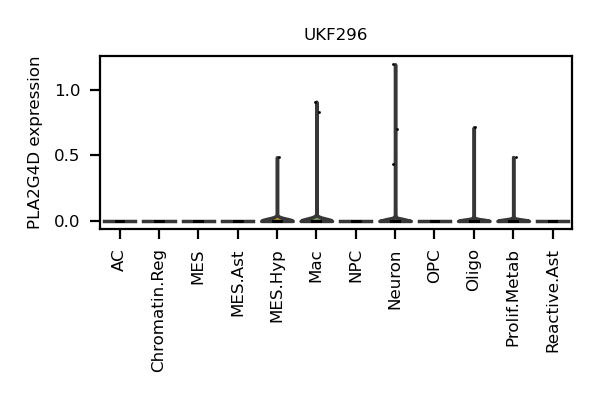 UKF296
PLA2G4D expression
1.0
0.5
0.0
AC
Chromatin.Reg
MES
MES.Ast
MES.Hyp
Mac
NPC
Neuron
OPC
Oligo
Prolif.Metab
Reactive.Ast